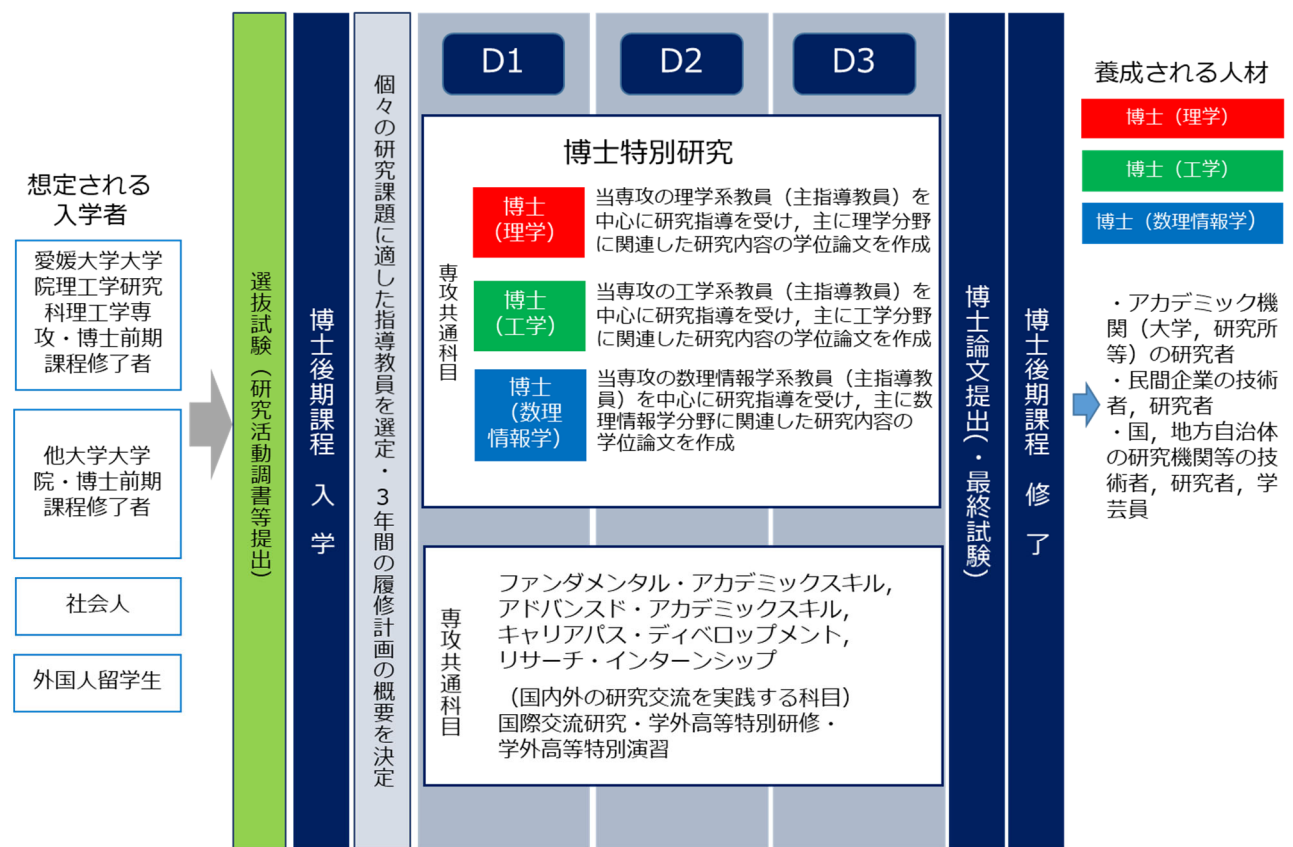 想定される
入学者
愛媛大学大学
院理工学研究
科理工学専
攻・博士前期
課程修了者
他大学大学
院・博士前期
課程修了者
社会人
外国人留学生
選抜試験（研究活動調書等提出）
博士後期課程　入　学
個々の研究課題に適した指導教員を選定・３年間の履修計画の概要を決定
D1
D2
D3
博士特別研究
専攻共通科目
博士
（理学）
当専攻の理学系教員（主指導教員）を
中心に研究指導を受け，主に理学分野
に関連した研究内容の学位論文を作成
博士
（工学）
当専攻の工学系教員（主指導教員）を
中心に研究指導を受け，主に工学分野
に関連した研究内容の学位論文を作成
博士
（数理
情報学）
当専攻の数理情報学系教員（主指導教
員）を中心に研究指導を受け，主に数
理情報学分野に関連した研究内容の
学位論文を作成
専攻共通科目
ファンダメンタル・アカデミックスキル，
アドバンスド・アカデミックスキル，
キャリアパス・ディベロップメント，
リサーチ・インターンシップ
（国内外の研究交流を実践する科目）
国際交流研究・学外高等特別研修・
学外高等特別演習
博士論文提出(・最終試験)
博士後期課程　修　了
養成される人材
博士（理学）
博士（工学）
博士（数理情報学）
・アカデミック機
関（大学，研究所
等）の研究者
・民間企業の技術
者，研究者
・国，地方自治体
の研究機関等の技
術者，研究者，学
芸員